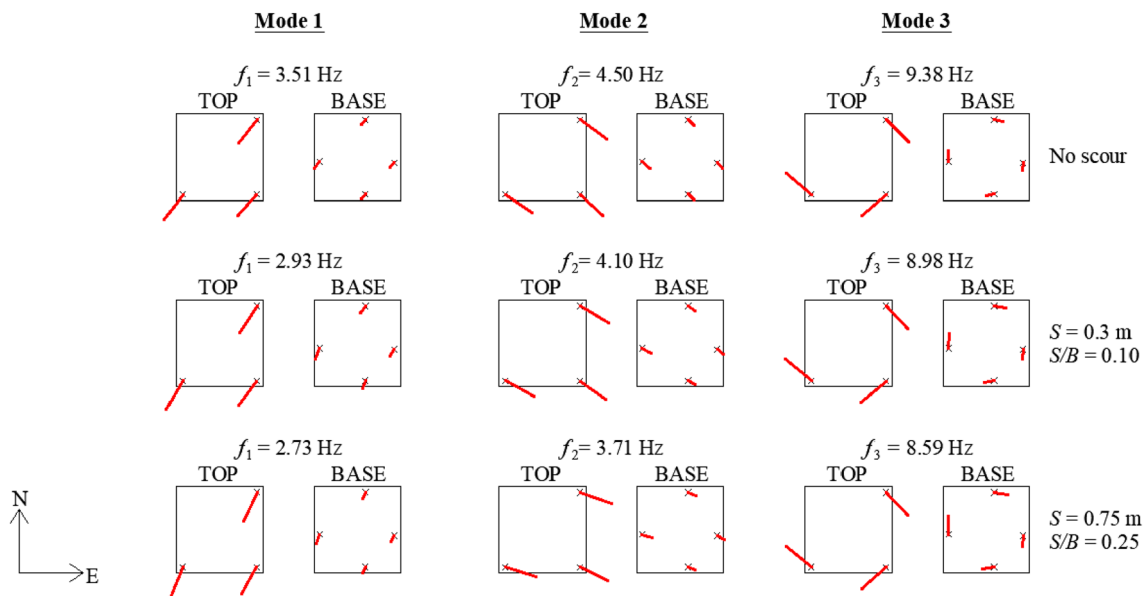 Mode 1 Mode 2 Mode 3
f1 = 3.51 Hz f2= 4.50 Hz f3 = 9.38 Hz
TOP BASE TOP BASE TOP BASE
No scour
f1 = 2.93 Hz f2= 4.10 Hz f3 = 8.98 Hz
TOP BASE TOP BASE TOP BASE
S = 0.3 m
S/B = 0.10
f1 = 2.73 Hz f2= 3.71 Hz f3 = 8.59 Hz
TOP BASE TOP BASE TOP BASE
N
S = 0.75 m
S/B = 0.25
E